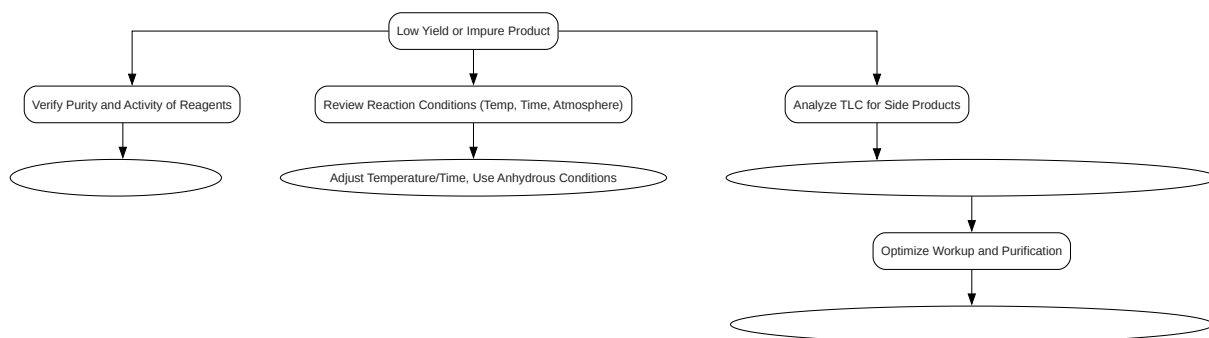 Low Yield or Impure Product
Verify Purity and Activity of Reagents
Review Reaction Conditions (Temp, Time, Atmosphere)
Analyze TLC for Side Products
Adjust Temperature/Time, Use Anhydrous Conditions
Optimize Workup and Purification